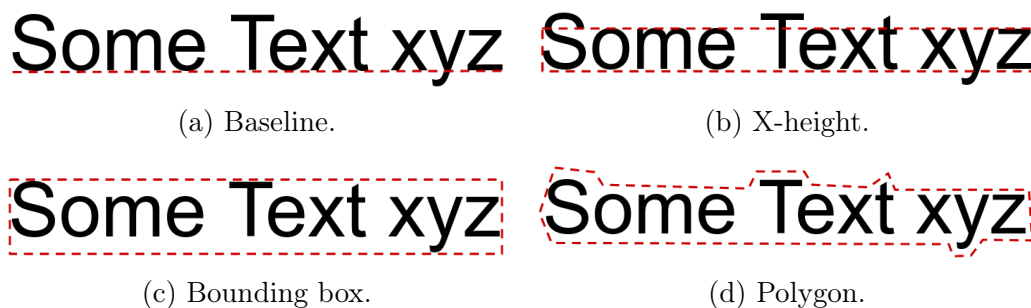 Some Text xyz
Some Text xyz
(a) Baseline.
(b) X-height.
Some Text xyz
Some Text xyz
(c) Bounding box.
(d) Polygon.